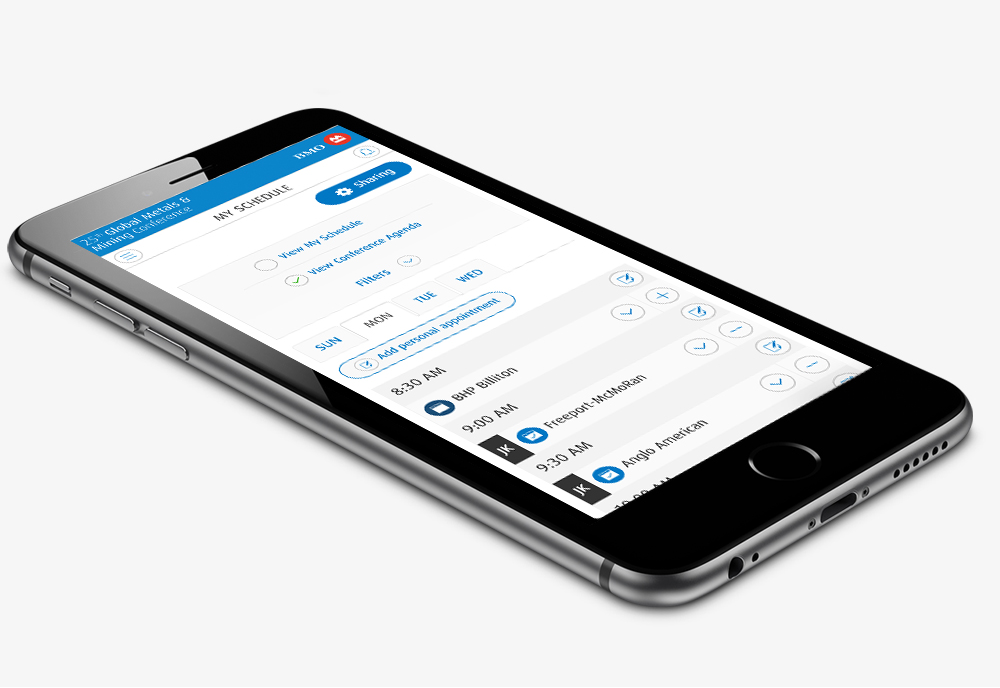 BMO
25th Global Metals &
Mining Conference
MY SCHEDULE
Sharing
View My Schedule
View Conference Agenda
Filters
SUN
MON
TUE
WED
Add personal appointment
8:30 AM
BHP Billiton
9:00 AM
JK
Freeport-McMoRan
9:30 AM
JK
Anglo American